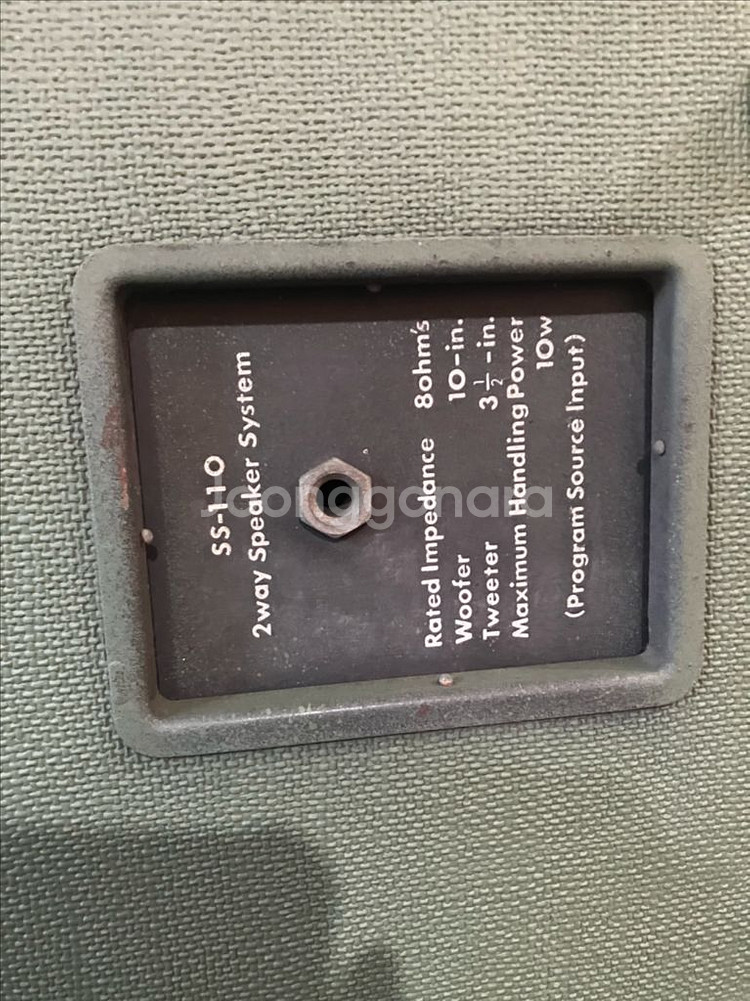 SS-110
2way Speaker System
Rated Impedance 8ohm's
Woofer 10-in.
Tweeter 3 1/2-in.
Maximum Handling Power
10w
(Program Source Input)
joonggonara